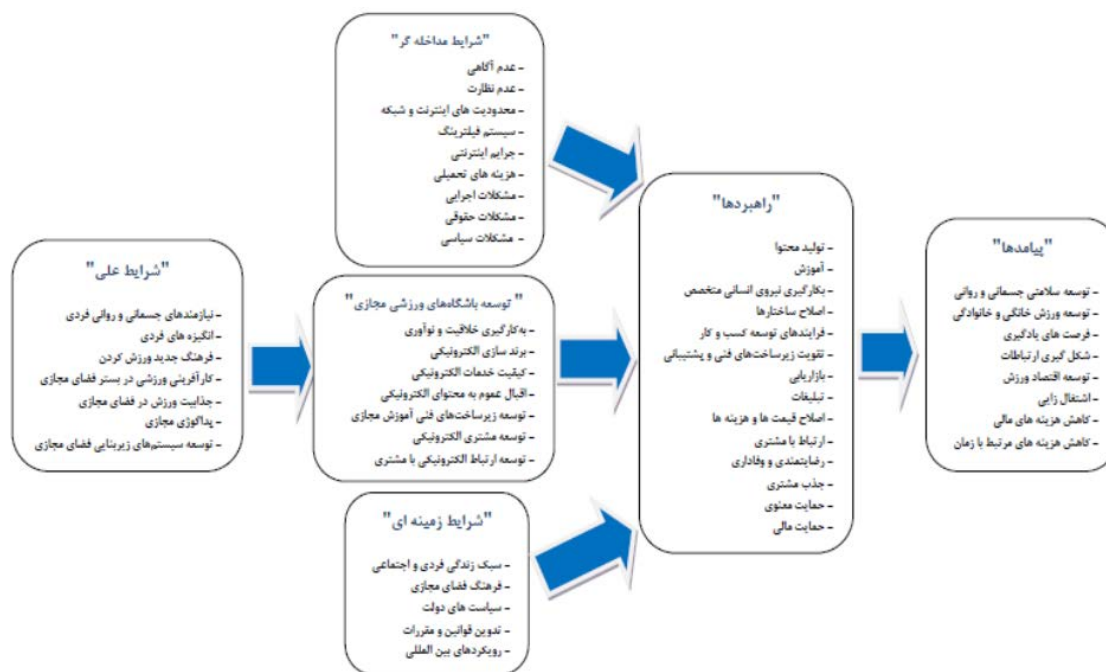 "شرایط مداخله گر"
- عدم آگاهی
- عدم نظارت
- محدودیت های اینترنت و شبکه
- سیستم فیلترینگ
- جرایم اینترنتی
- هزینه های تحمیلی
- مشکلات اجرایی
- مشکلات حقوقی
- مشکلات سیاسی
"شرایط علی"
- نیازمندهای جسمانی و روانی فردی
- انگیزه های فردی
- فرهنگ جدید ورزش کردن
- کارآفرینی ورزشی در بستر فضای مجازی
- جذابیت ورزش در فضای مجازی
- پداگوژی مجازی
- توسعه سیستم‌های زیربنایی فضای مجازی
"توسعه باشگاه‌های ورزشی مجازی"
- به‌کارگیری خلاقیت و نوآوری
- برند سازی الکترونیکی
- کیفیت خدمات الکترونیکی
- اقبال عموم به محتوای الکترونیکی
- توسعه زیرساخت‌های فنی آموزش مجازی
- توسعه مشتری الکترونیکی
- توسعه ارتباط الکترونیکی با مشتری
"شرایط زمینه ای"
- سبک زندگی فردی و اجتماعی
- فرهنگ فضای مجازی
- سیاست های دولت
- تدوین قوانین و مقررات
- رویکردهای بین المللی
"راهبردها"
- تولید محتوا
- آموزش
- بکارگیری نیروی انسانی متخصص
- اصلاح ساختارها
- فرایندهای توسعه کسب و کار
- تقویت زیرساخت‌های فنی و پشتیبانی
- بازاریابی
- تبلیغات
- اصلاح قیمت ها و هزینه ها
- ارتباط با مشتری
- رضایتمندی و وفاداری
- جذب مشتری
- حمایت معنوی
- حمایت مالی
"پیامدها"
- توسعه سلامتی جسمانی و روانی
- توسعه ورزش خانگی و خانوادگی
- فرصت های یادگیری
- شکل گیری ارتباطات
- توسعه اقتصاد ورزش
- اشتغال زایی
- کاهش هزینه های مالی
- کاهش هزینه های مرتبط با زمان